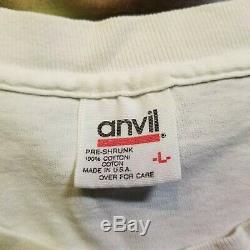 anvil®
PRE-SHRUNK
100% COTTON/
COTON
MADE IN U.S.A.
OVER FOR CARE
-L-